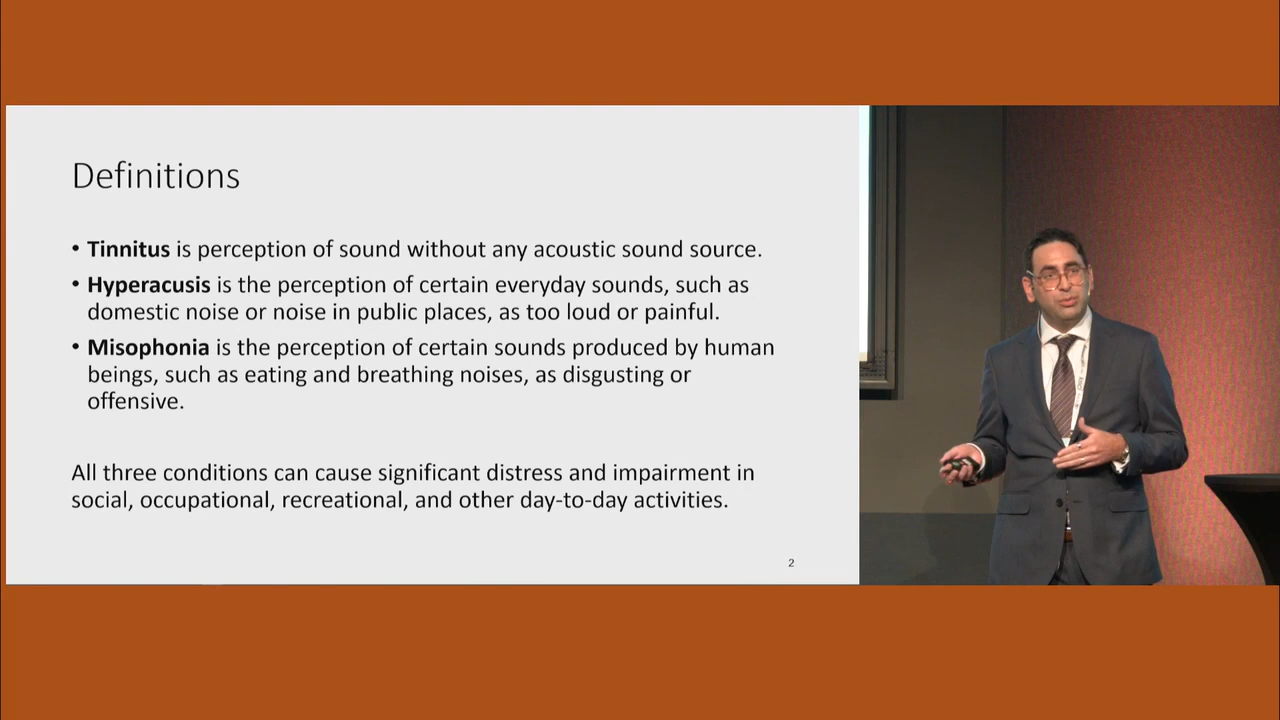 Definitions
• Tinnitus is perception of sound without any acoustic sound source.
• Hyperacusis is the perception of certain everyday sounds, such as
domestic noise or noise in public places, as too loud or painful.
• Misophonia is the perception of certain sounds produced by human
beings, such as eating and breathing noises, as disgusting or
offensive.
All three conditions can cause significant distress and impairment in
social, occupational, recreational, and other day-to-day activities.
2